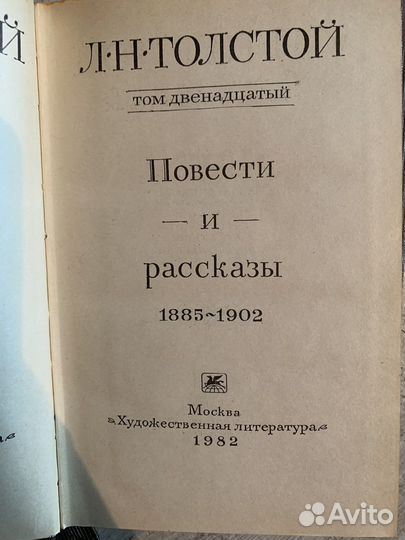 Й
Л·Н·ТОЛСТОЙ
ТОМ ДВЕНАДЦАТЫЙ
Повести
— и —
рассказы
1885~1902
Москва
«Художественная литература»
1982
Avito